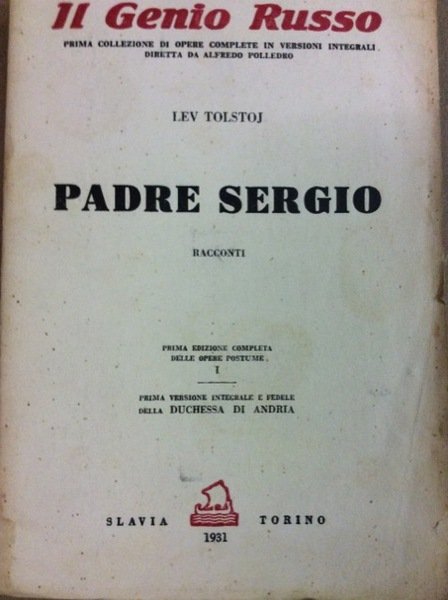 Il Genio Russo
PRIMA COLLEZIONE DI OPERE COMPLETE IN VERSIONI INTEGRALI
DIRETTA DA ALFREDO POLLEDRO
LEV TOLSTOJ
PADRE SERGIO
RACCONTI
PRIMA EDIZIONE COMPLETA
DELLE OPERE POSTUME
I
PRIMA VERSIONE INTEGRALE E FEDELE
DELLA DUCHESSA DI ANDRIA
SLAVIA TORINO
1931